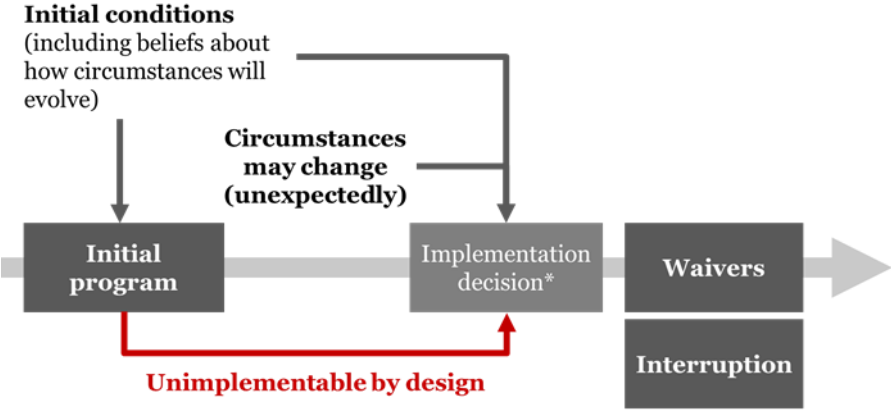 Initial conditions
(including beliefs about
how circumstances will
evolve)
Circumstances
may change
(unexpectedly)
Initial
program
Implementation
decision*
Waivers
Interruption
Unimplementable by design